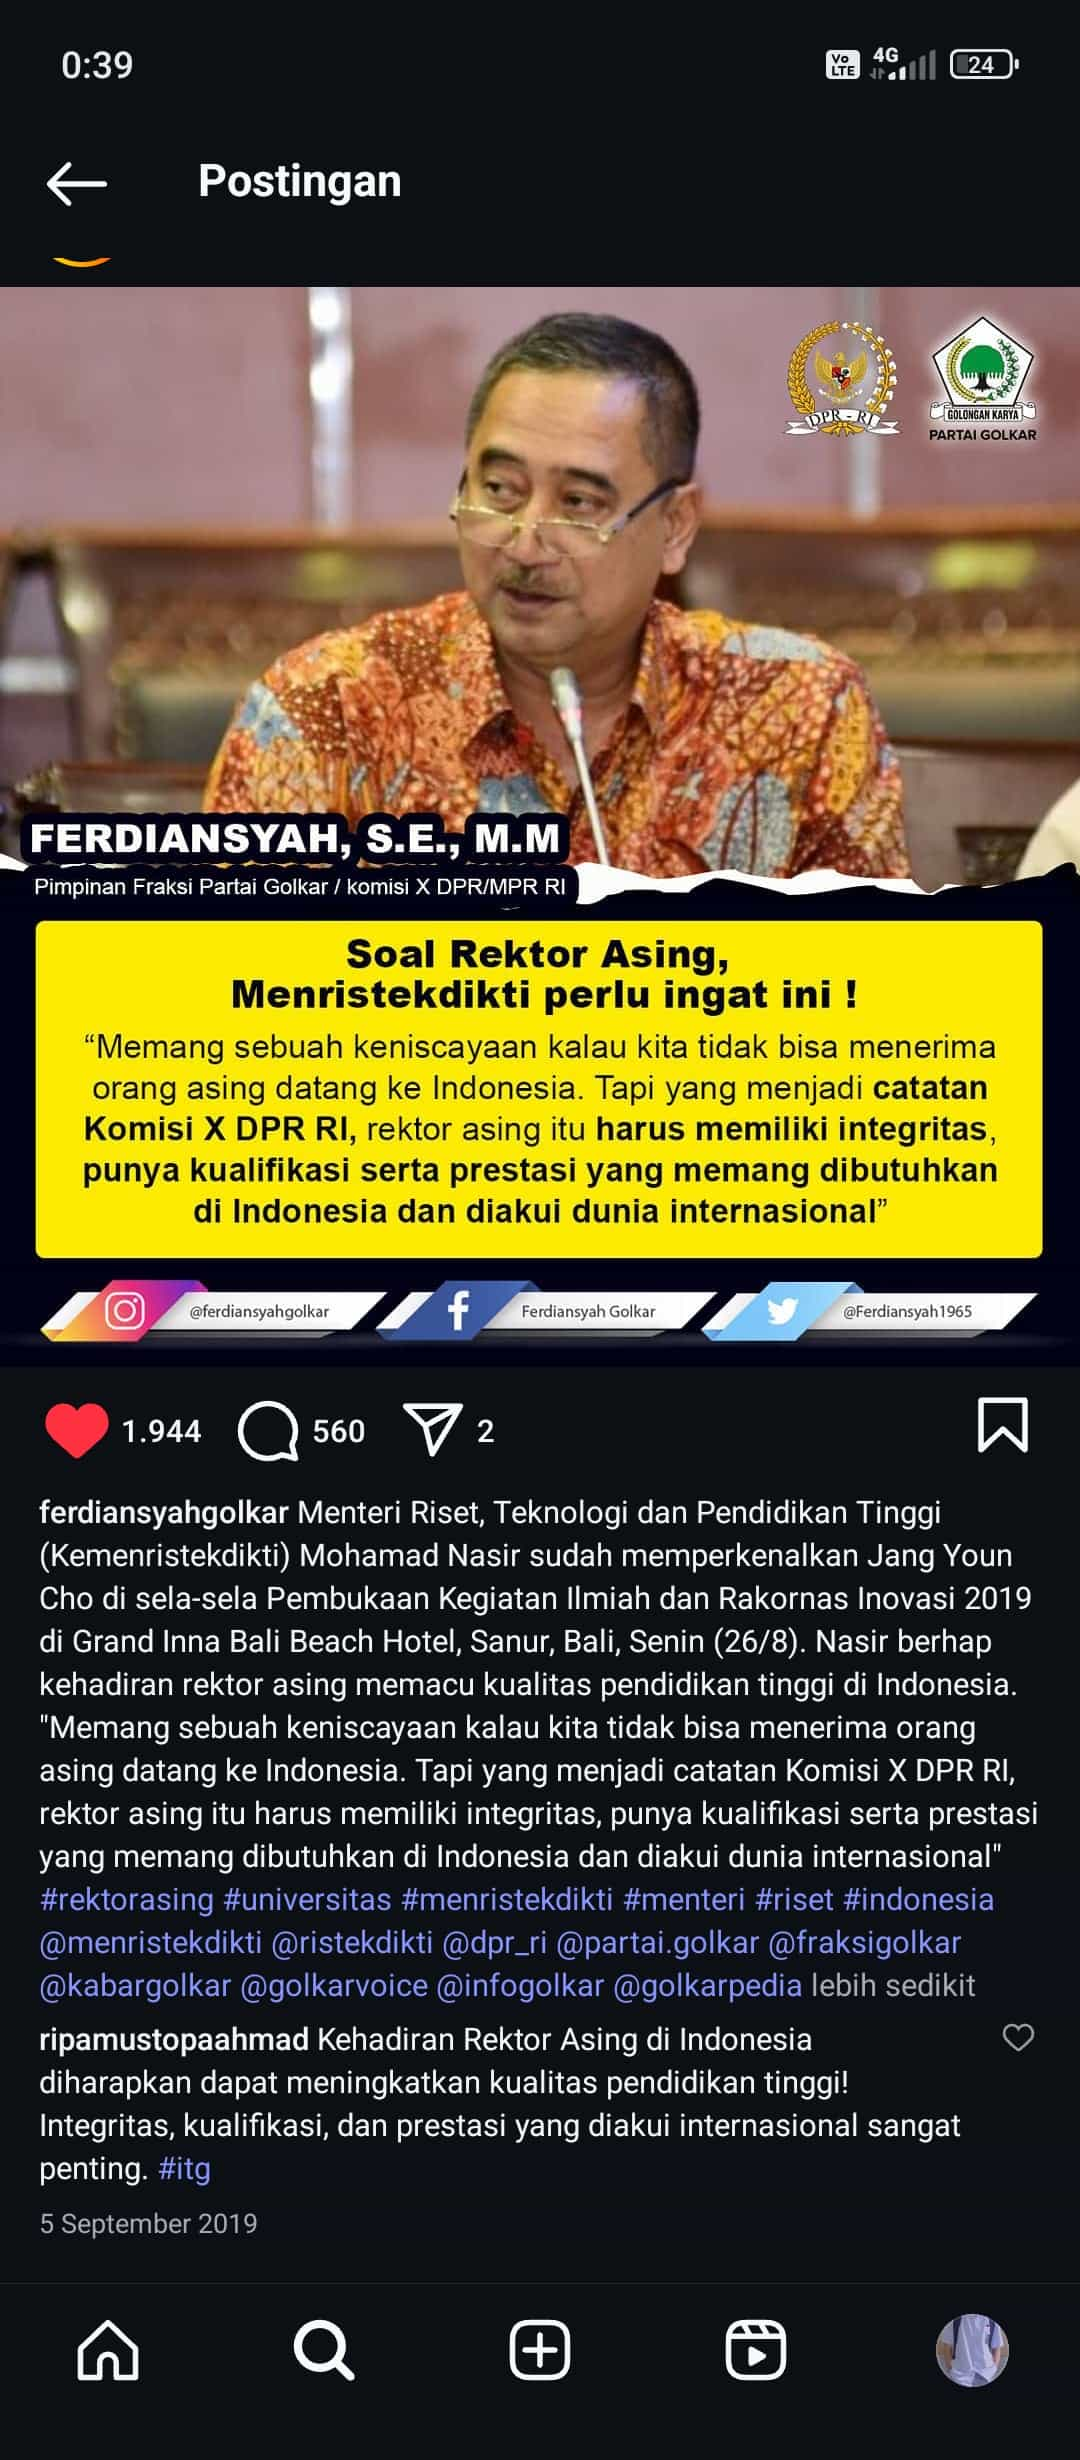 0:39
Vo LTE
4G
24
Postingan
DPR-RI
GOLONGAN KARYA
PARTAI GOLKAR
FERDIANSYAH, S.E., M.M
Pimpinan Fraksi Partai Golkar / komisi X DPR/MPR RI
Soal Rektor Asing,
Menristekdikti perlu ingat ini !
“Memang sebuah keniscayaan kalau kita tidak bisa menerima
orang asing datang ke Indonesia. Tapi yang menjadi catatan
Komisi X DPR RI, rektor asing itu harus memiliki integritas,
punya kualifikasi serta prestasi yang memang dibutuhkan
di Indonesia dan diakui dunia internasional”
@ferdiansyahgolkar
Ferdiansyah Golkar
@Ferdiansyah1965
1.944
560
2
ferdiansyahgolkar Menteri Riset, Teknologi dan Pendidikan Tinggi
(Kemenristekdikti) Mohamad Nasir sudah memperkenalkan Jang Youn
Cho di sela-sela Pembukaan Kegiatan Ilmiah dan Rakornas Inovasi 2019
di Grand Inna Bali Beach Hotel, Sanur, Bali, Senin (26/8). Nasir berhap
kehadiran rektor asing memacu kualitas pendidikan tinggi di Indonesia.
"Memang sebuah keniscayaan kalau kita tidak bisa menerima orang
asing datang ke Indonesia. Tapi yang menjadi catatan Komisi X DPR RI,
rektor asing itu harus memiliki integritas, punya kualifikasi serta prestasi
yang memang dibutuhkan di Indonesia dan diakui dunia internasional"
#rektorasing #universitas #menristekdikti #menteri #riset #indonesia
@menristekdikti @ristekdikti @dpr_ri @partai.golkar @fraksigolkar
@kabargolkar @golkarvoice @infogolkar @golkarpedia lebih sedikit
ripamustopaahmad Kehadiran Rektor Asing di Indonesia
diharapkan dapat meningkatkan kualitas pendidikan tinggi!
Integritas, kualifikasi, dan prestasi yang diakui internasional sangat
penting. #itg
5 September 2019